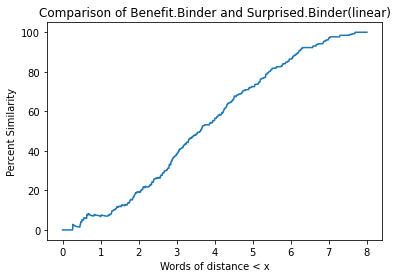 Comparison of Benefit.Binder and Surprised.Binder(linear)
100
80
60
40
20
0
Percent Similarity
0 1 2 3 4 5 6 7 8
Words of distance < x